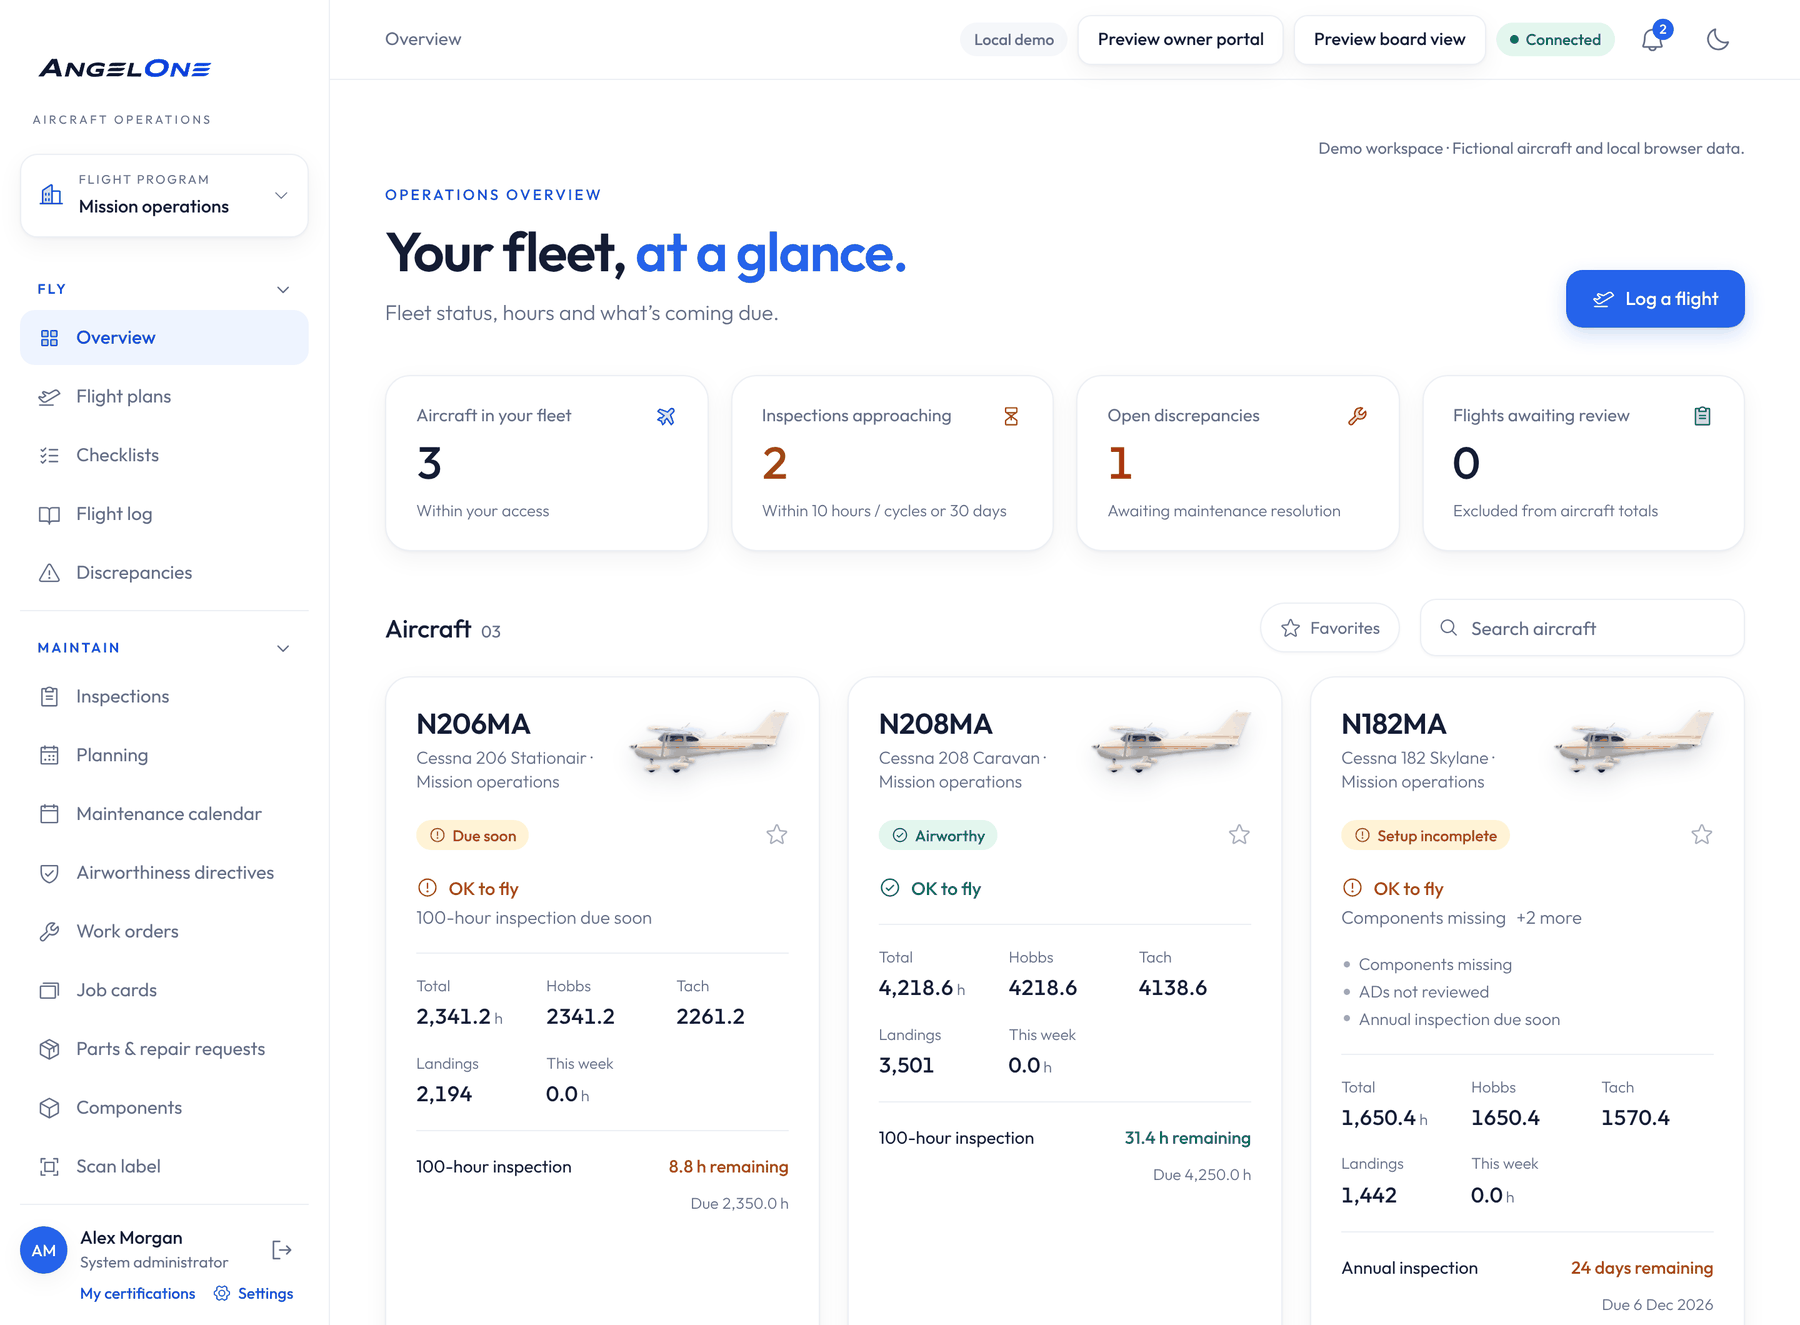 ANGELONE
AIRCRAFT OPERATIONS
FLIGHT PROGRAM
Mission operations
FLY
Overview
Flight plans
Checklists
Flight log
Discrepancies
MAINTAIN
Inspections
Planning
Maintenance calendar
Airworthiness directives
Work orders
Job cards
Parts & repair requests
Components
Scan label
AM
Alex Morgan
System administrator
My certifications
Settings
Overview
Local demo
Preview owner portal
Preview board view
Connected
2
Demo workspace · Fictional aircraft and local browser data.
OPERATIONS OVERVIEW
Your fleet, at a glance.
Fleet status, hours and what's coming due.
Log a flight
Aircraft in your fleet
3
Within your access
Inspections approaching
2
Within 10 hours / cycles or 30 days
Open discrepancies
1
Awaiting maintenance resolution
Flights awaiting review
0
Excluded from aircraft totals
Aircraft 03
Favorites
Search aircraft
N206MA
Cessna 206 Stationair ·
Mission operations
Due soon
OK to fly
100-hour inspection due soon
Total Hobbs Tach
2,341.2 h 2341.2 2261.2
Landings This week
2,194 0.0 h
100-hour inspection 8.8 h remaining
Due 2,350.0 h
N208MA
Cessna 208 Caravan ·
Mission operations
Airworthy
OK to fly
Total Hobbs Tach
4,218.6 h 4218.6 4138.6
Landings This week
3,501 0.0 h
100-hour inspection 31.4 h remaining
Due 4,250.0 h
N182MA
Cessna 182 Skylane ·
Mission operations
Setup incomplete
OK to fly
Components missing +2 more
Components missing
ADs not reviewed
Annual inspection due soon
Total Hobbs Tach
1,650.4 h 1650.4 1570.4
Landings This week
1,442 0.0 h
Annual inspection 24 days remaining
Due 6 Dec 2026